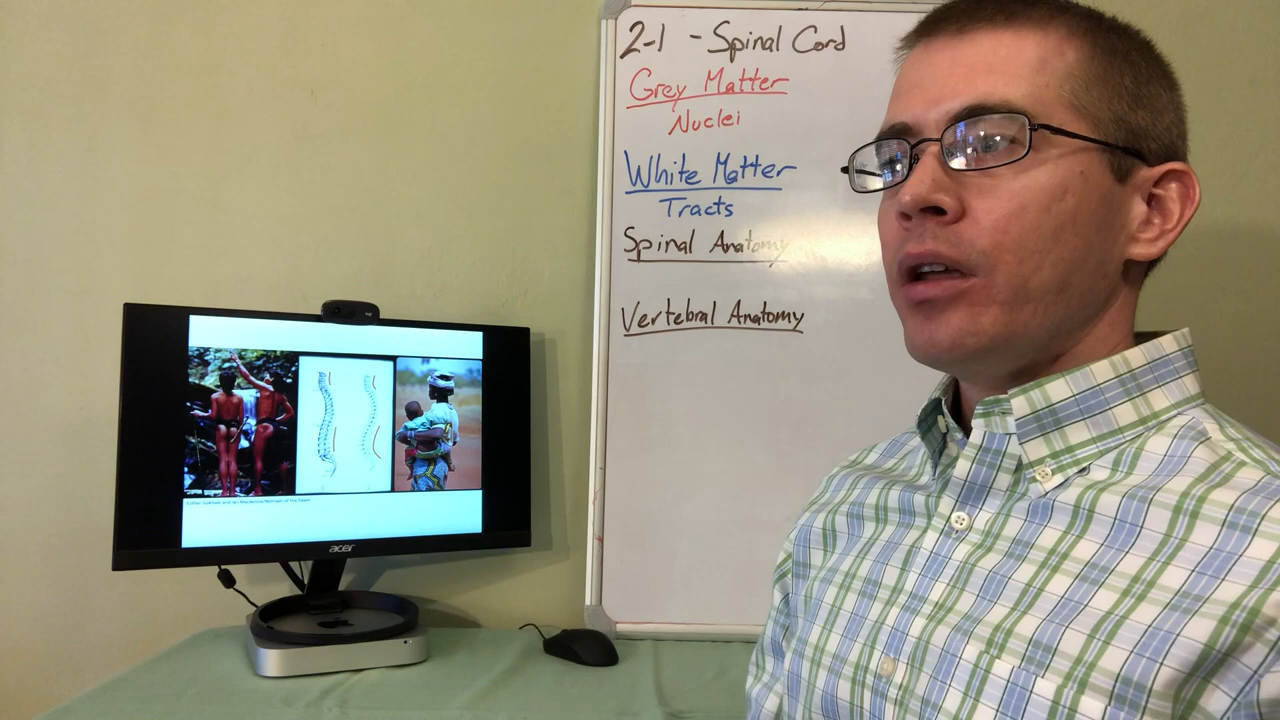 2-1 - Spinal Cord
Grey Matter
Nuclei
White Matter
Tracts
Spinal Anatomy
Vertebral Anatomy
acer